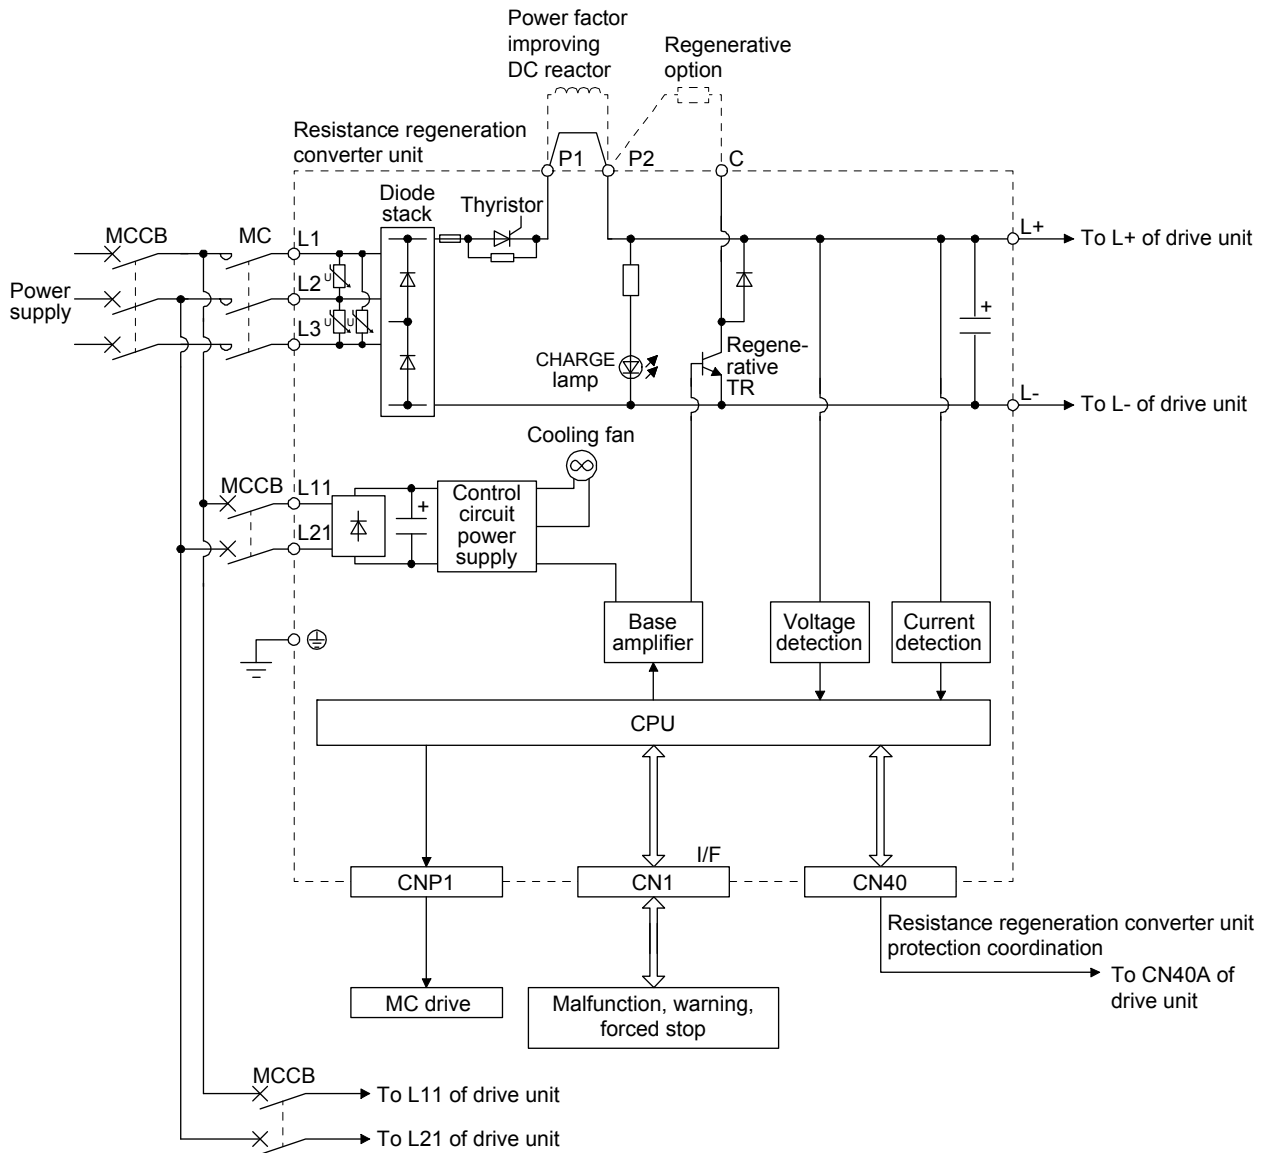 Power factor
improving
DC reactor
Regenerative
option
Resistance regeneration
converter unit
P1
P2
C
Diode
stack
Thyristor
MCCB
MC
L1
L+
To L+ of drive unit
Power
supply
L2
U
L3
U
U
+
CHARGE
lamp
Regene-
rative
TR
L-
To L- of drive unit
Cooling fan
MCCB
L11
L21
+
Control
circuit
power
supply
Base
amplifier
Voltage
detection
Current
detection
CPU
I/F
CNP1
CN1
CN40
Resistance regeneration converter unit
protection coordination
To CN40A of
drive unit
MC drive
Malfunction, warning,
forced stop
MCCB
To L11 of drive unit
To L21 of drive unit